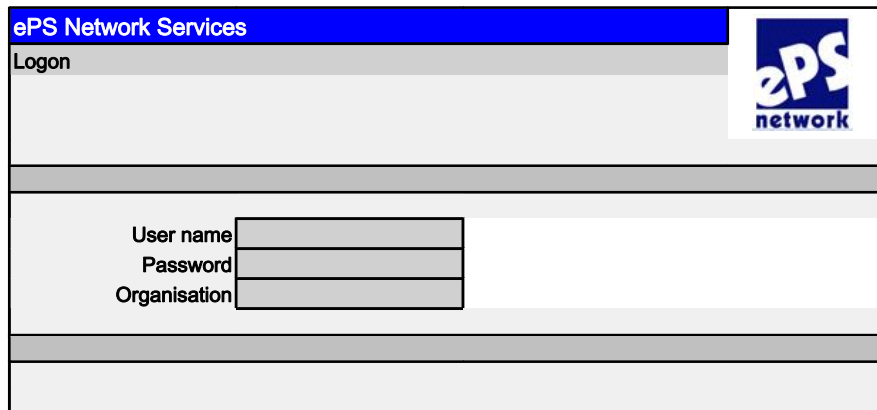 ePS Network Services
Logon
ePS
network
User name
Password
Organisation